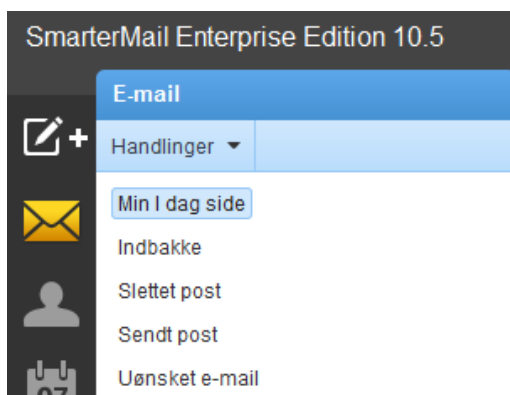 SmarterMail Enterprise Edition 10.5
E-mail
Handlinger
Min I dag side
Indbakke
Slettet post
Sendt post
Uønsket e-mail